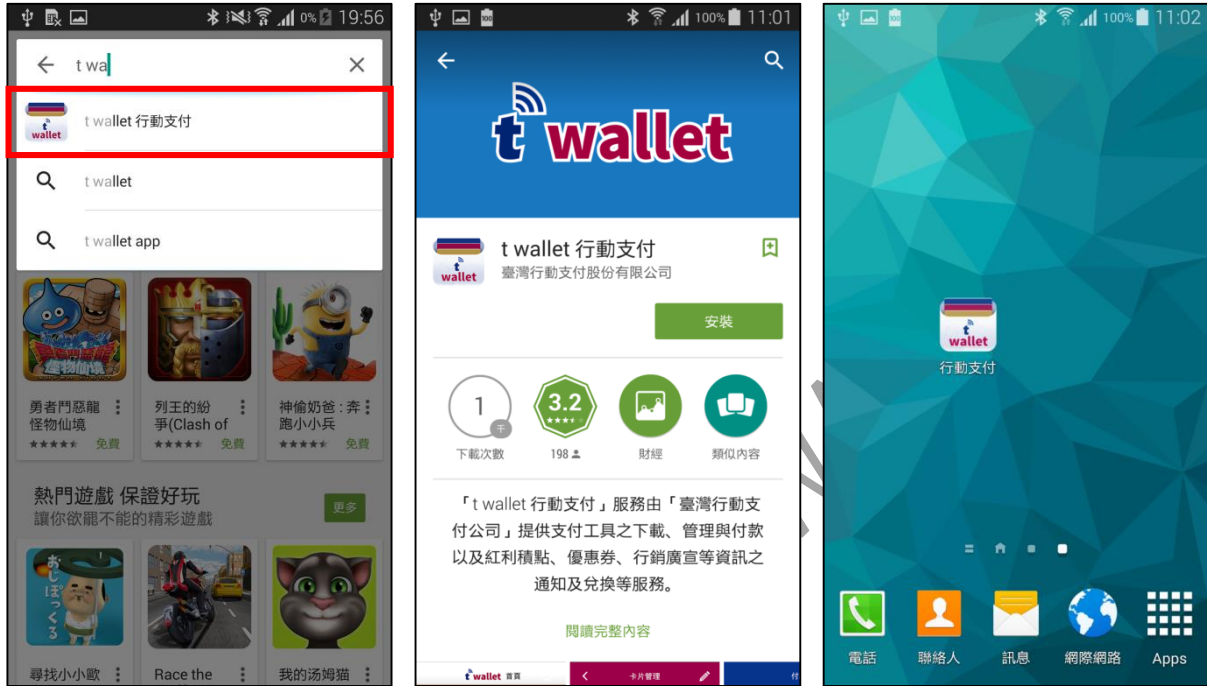 0% 19:56
t wa
t wallet 行動支付
t wallet
t wallet app
勇者鬥惡龍
怪物仙境
免費
列王的紛
爭(Clash of
免費
神偷奶爸 : 奔
跑小小兵
免費
熱門遊戲 保證好玩
讓你欲罷不能的精彩遊戲
更多
おしぽっくる
尋找小小歐
Race the
我的汤姆猫
100% 11:01
t wallet
t wallet
t wallet 行動支付
臺灣行動支付股份有限公司
安裝
1
千
下載次數
3.2
198
財經
類似內容
「t wallet 行動支付」服務由「臺灣行動支
付公司」提供支付工具之下載、管理與付款
以及紅利積點、優惠券、行銷廣宣等資訊之
通知及兌換等服務。
閱讀完整內容
t wallet 首頁
卡片管理
付
100% 11:02
t wallet
行動支付
電話
聯絡人
訊息
網際網路
Apps